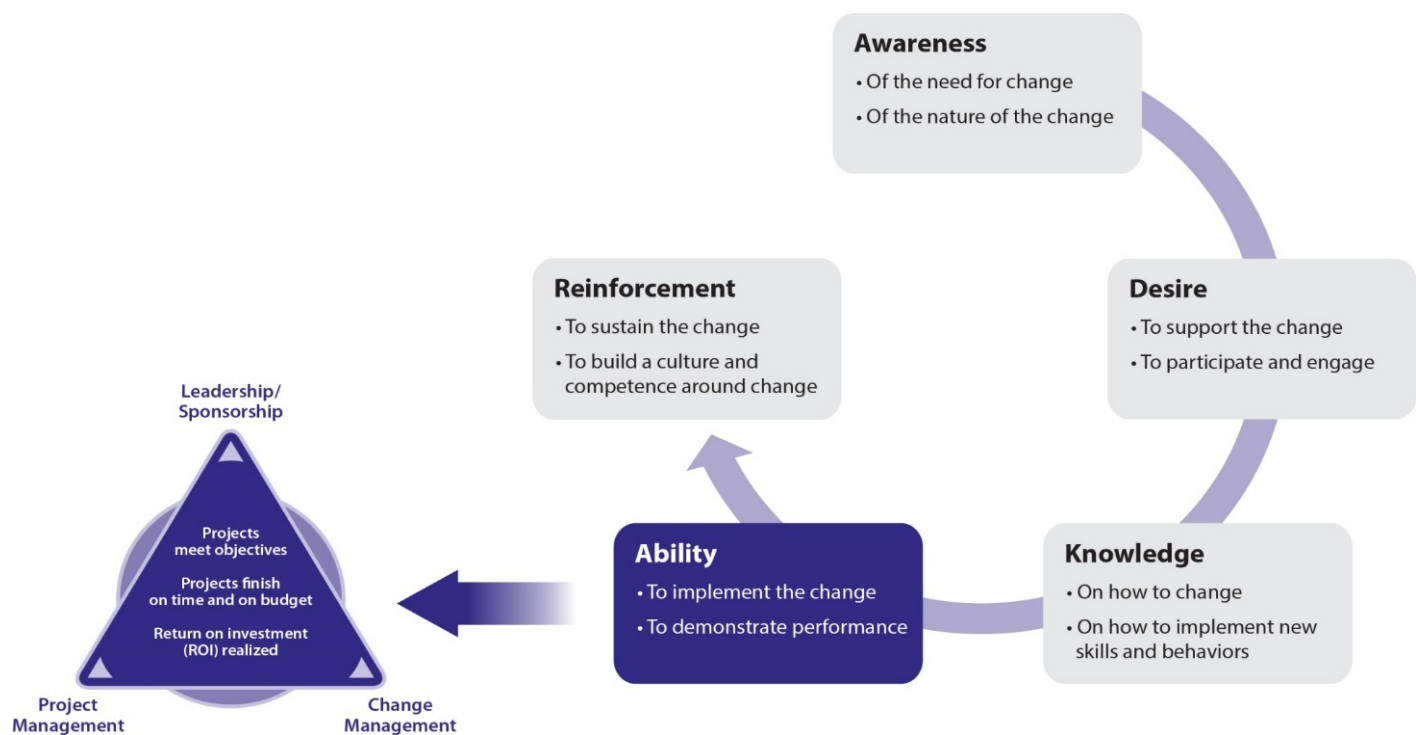 Awareness
• Of the need for change
• Of the nature of the change
Desire
• To support the change
• To participate and engage
Knowledge
• On how to change
• On how to implement new
skills and behaviors
Ability
• To implement the change
• To demonstrate performance
Reinforcement
• To sustain the change
• To build a culture and
competence around change
Leadership/
Sponsorship
Projects
meet objectives
Projects finish
on time and on budget
Return on investment
(ROI) realized
Project
Management
Change
Management